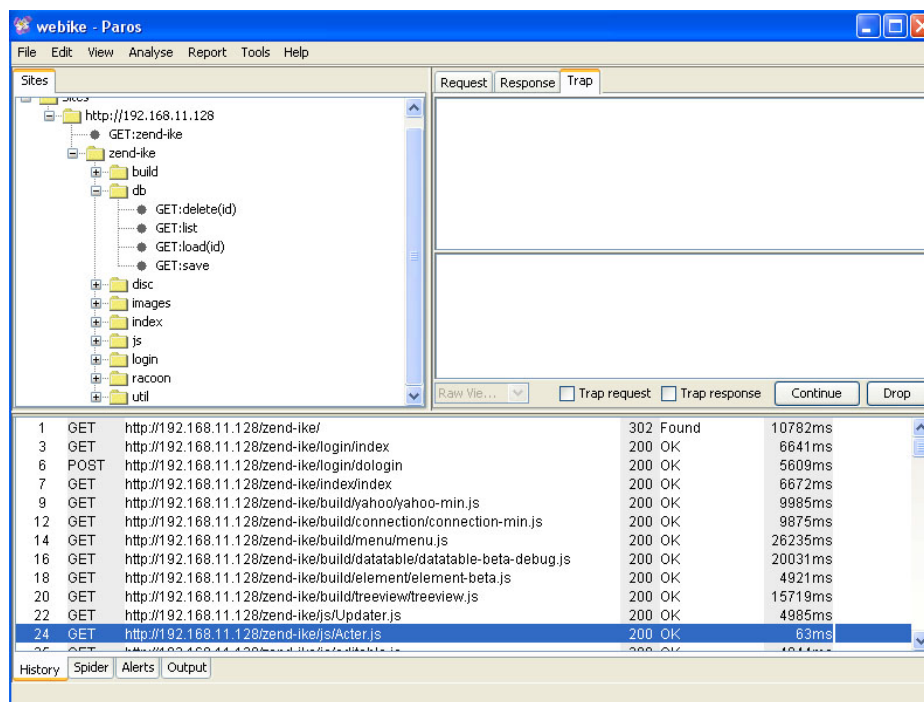 webike - Paros
File Edit View Analyse Report Tools Help
Sites
Sites
http://192.168.11.128
GET:zend-ike
zend-ike
build
db
GET:delete(id)
GET:list
GET:load(id)
GET:save
disc
images
index
js
login
racoon
util
Request Response Trap
Raw Vie...
Trap request Trap response Continue Drop
1 GET http://192.168.11.128/zend-ike/ 302 Found 10782ms
3 GET http://192.168.11.128/zend-ike/login/index 200 OK 6641ms
6 POST http://192.168.11.128/zend-ike/login/dologin 200 OK 5609ms
7 GET http://192.168.11.128/zend-ike/index/index 200 OK 6672ms
9 GET http://192.168.11.128/zend-ike/build/yahoo/yahoo-min.js 200 OK 9985ms
12 GET http://192.168.11.128/zend-ike/build/connection/connection-min.js 200 OK 9875ms
14 GET http://192.168.11.128/zend-ike/build/menu/menu.js 200 OK 26235ms
16 GET http://192.168.11.128/zend-ike/build/datatable/datatable-beta-debug.js 200 OK 20031ms
18 GET http://192.168.11.128/zend-ike/build/element/element-beta.js 200 OK 4921ms
20 GET http://192.168.11.128/zend-ike/build/treeview/treeview.js 200 OK 15719ms
22 GET http://192.168.11.128/zend-ike/js/Updater.js 200 OK 4985ms
24 GET http://192.168.11.128/zend-ike/js/Acter.js 200 OK 63ms
History Spider Alerts Output